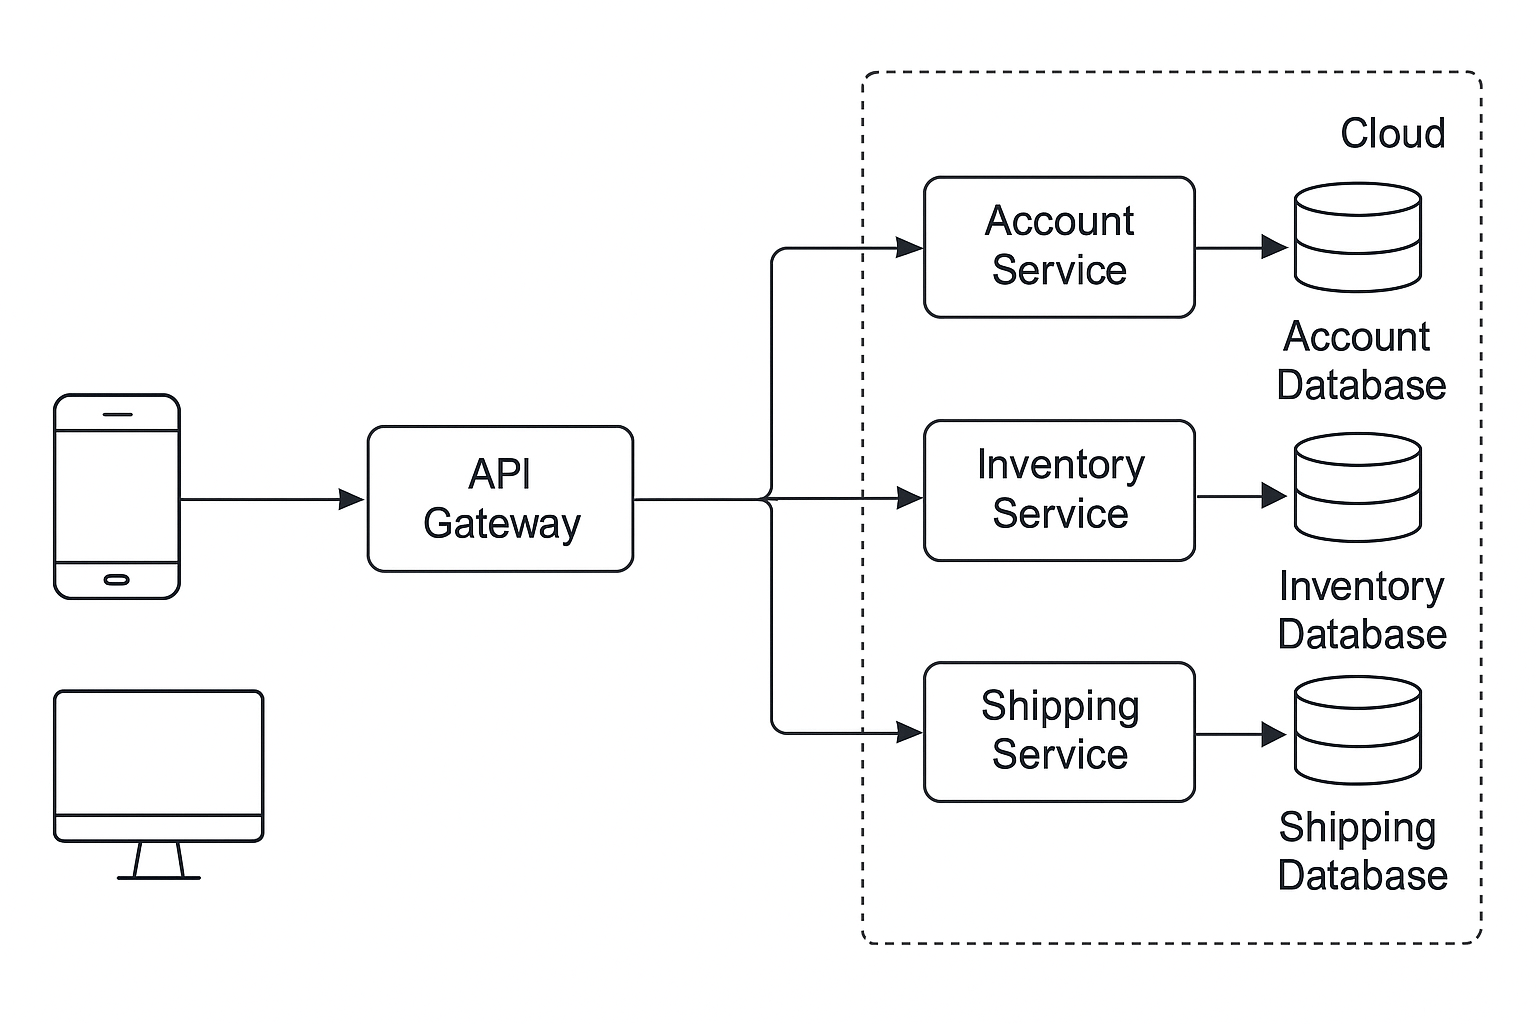 Cloud
Account
Service
Account
Database
API
Gateway
Inventory
Service
Inventory
Database
Shipping
Service
Shipping
Database